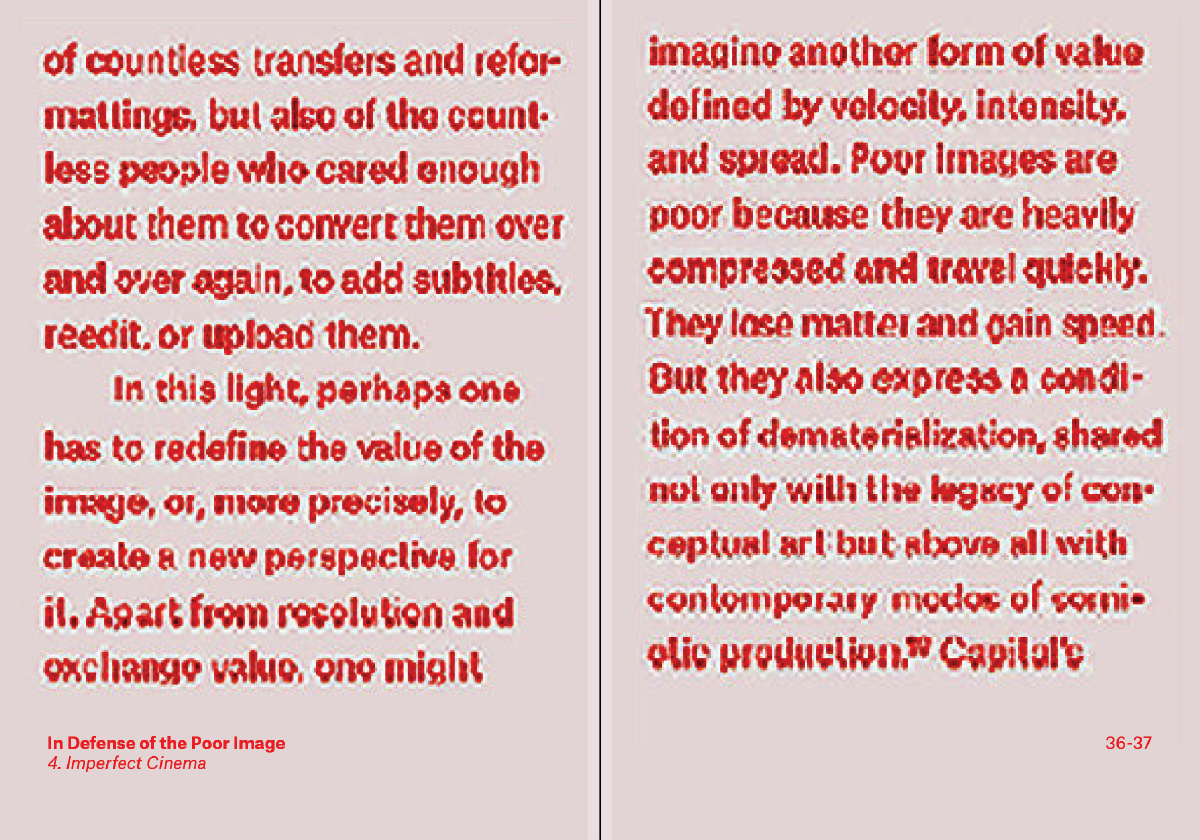 of countless transfers and refor-
mattings, but also of the count-
less people who cared enough
about them to convert them over
and over again, to add subtitles,
reedit, or upload them.
In this light, perhaps one
has to redefine the value of the
image, or, more precisely, to
create a new perspective for
it. Apart from resolution and
exchange value, one might
In Defense of the Poor Image
4. Imperfect Cinema
imagine another form of value
defined by velocity, intensity,
and spread. Poor images are
poor because they are heavily
compressed and travel quickly.
They lose matter and gain speed.
But they also express a condi-
tion of dematerialization, shared
not only with the legacy of con-
ceptual art but above all with
contemporary modes of semi-
otic production. Capital's
36-37